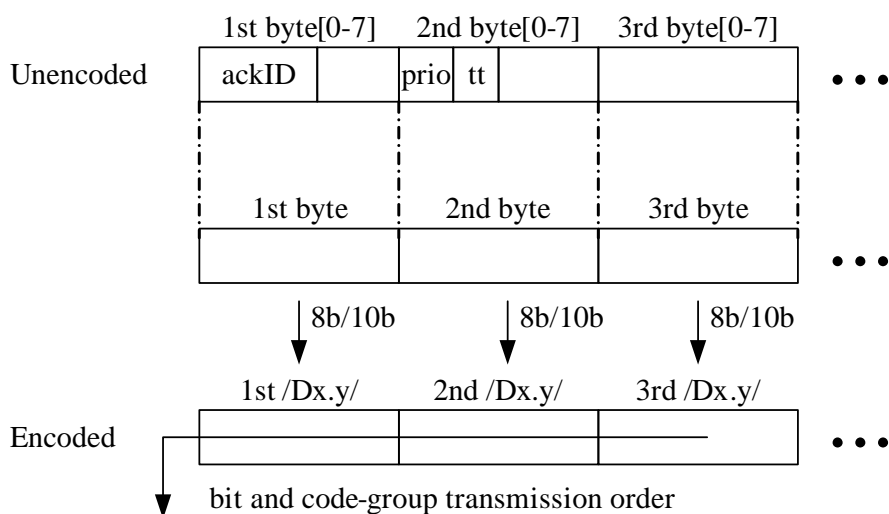 1st byte[0-7] 2nd byte[0-7] 3rd byte[0-7]
Unencoded ackID prio tt
1st byte 2nd byte 3rd byte
8b/10b 8b/10b 8b/10b
1st /Dx.y/ 2nd /Dx.y/ 3rd /Dx.y/
Encoded
bit and code-group transmission order